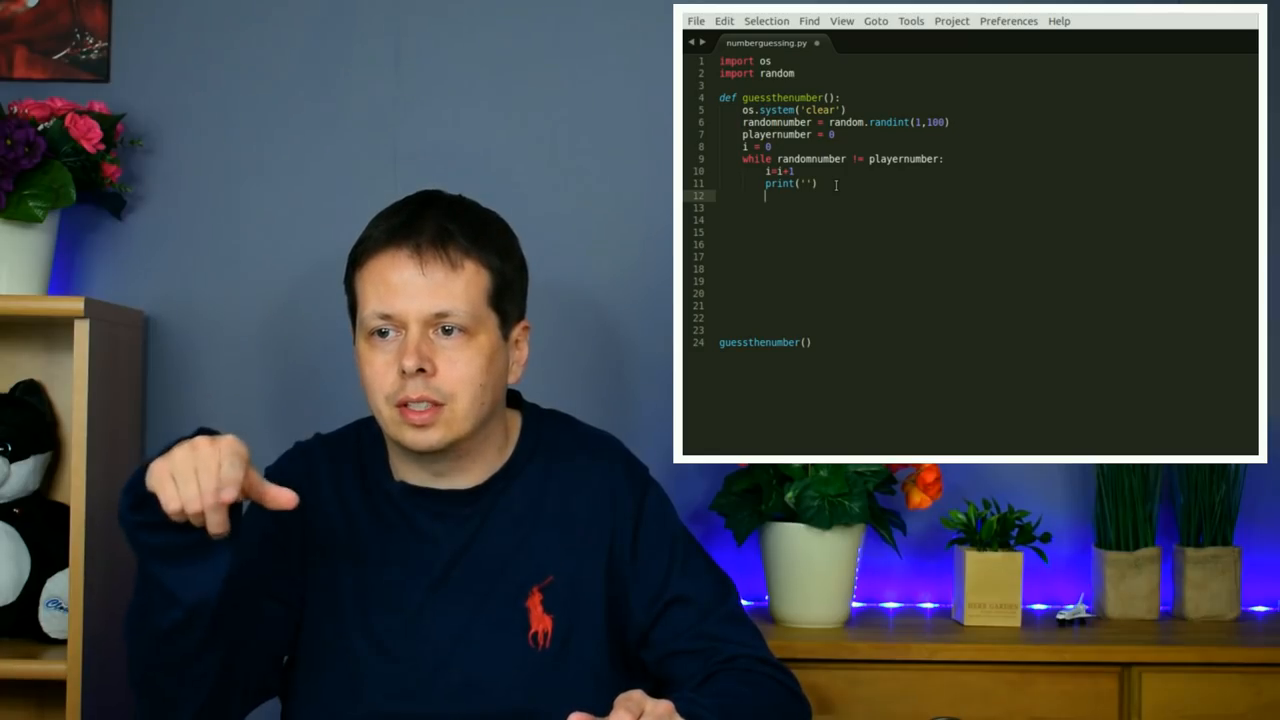 File Edit Selection Find View Goto Tools Project Preferences Help
numberguessing.py
1 import os
2 import random
3
4 def guessthenumber():
5 os.system('clear')
6 randomnumber = random.randint(1,100)
7 playernumber = 0
8 i = 0
9 while randomnumber != playernumber:
10 i=i+1
11 print('')
12
13
14
15
16
17
18
19
20
21
22
23
24 guessthenumber()
HERB GARDEN